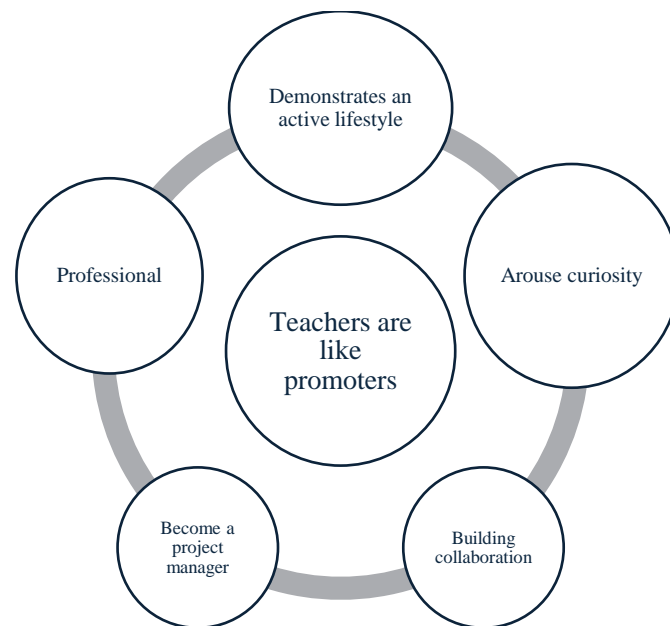 Demonstrates an
active lifestyle
Professional
Arouse curiosity
Teachers are
like
promoters
Become a
project
manager
Building
collaboration